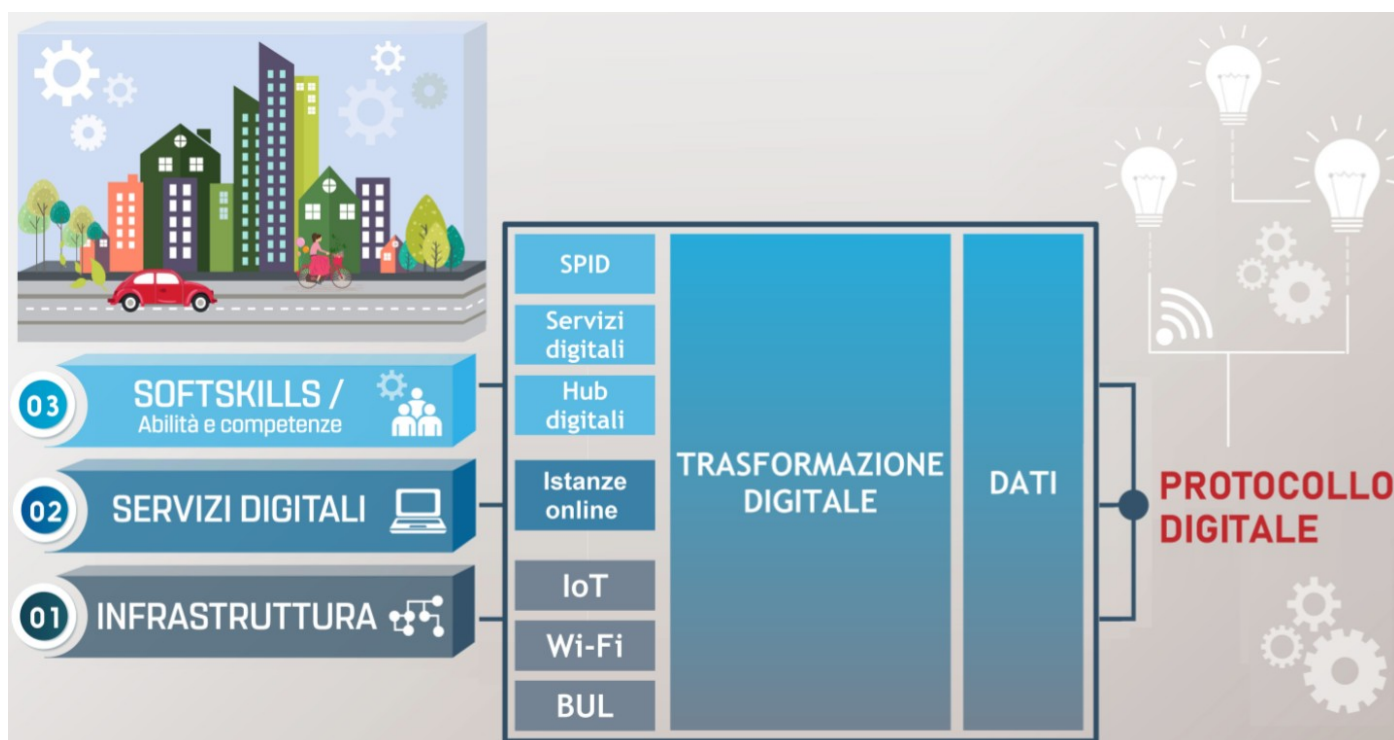 03
SOFTSKILLS /
Abilità e competenze
02
SERVIZI DIGITALI
01
INFRASTRUTTURA
SPID
Servizi
digitali
Hub
digitali
Istanze
online
IoT
Wi-Fi
BUL
TRASFORMAZIONE
DIGITALE
DATI
PROTOCOLLO
DIGITALE